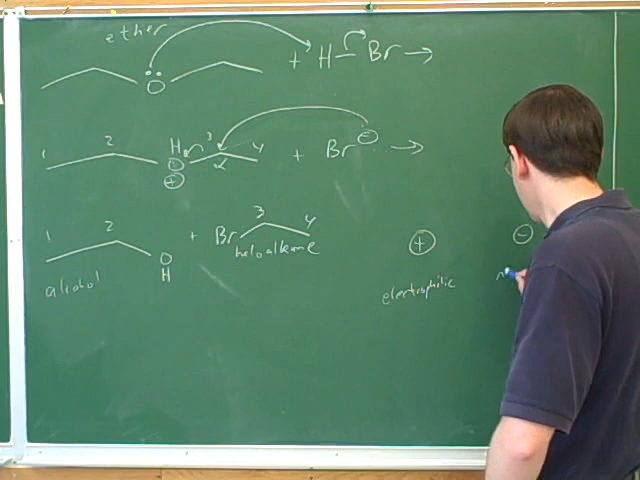 ether
O + H Br →
1 2 H O ⊕ 3 4 + Br ⊖ →
1 2 O H + Br 3 4
alcohol haloalkane ⊕ ⊖
electrophilic